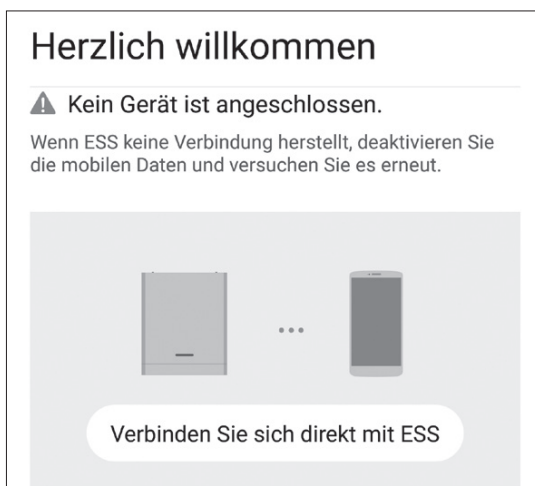 Herzlich willkommen
Kein Gerät ist angeschlossen.
Wenn ESS keine Verbindung herstellt, deaktivieren Sie
die mobilen Daten und versuchen Sie es erneut.
Verbinden Sie sich direkt mit ESS